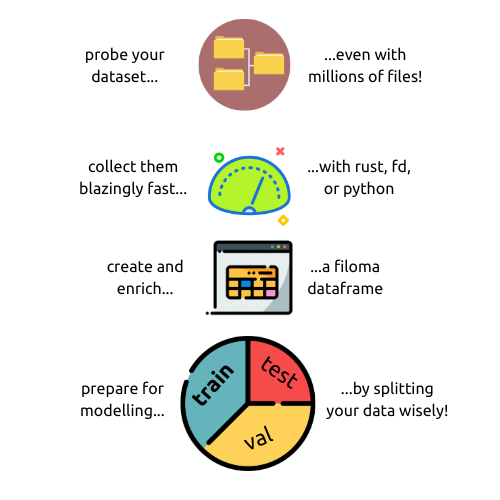 probe your
dataset...
...even with
millions of files!
collect them
blazingly fast...
...with rust, fd,
or python
create and
enrich...
...a filoma
dataframe
prepare for
modelling...
train
test
val
...by splitting
your data wisely!